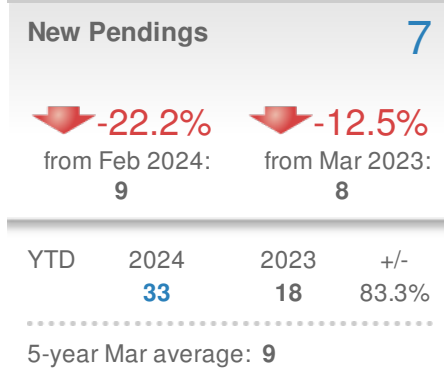 New Pendings 7
-22.2% -12.5%
from Feb 2024: from Mar 2023:
9 8
YTD 2024 2023 +/-
33 18 83.3%
5-year Mar average: 9